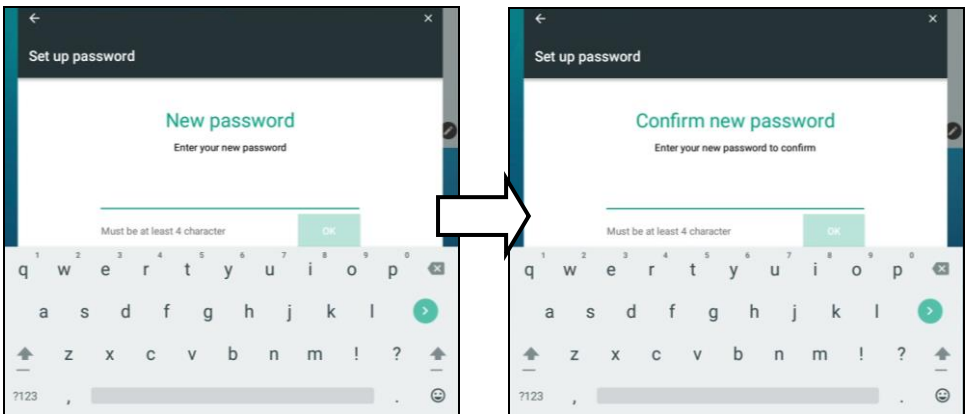 Set up password
New password
Enter your new password
Must be at least 4 character
OK
1 2 3 4 5 6 7 8 9 0
q w e r t y u i o p
a s d f g h j k l
z x c v b n m ! ?
?123 , .
Set up password
Confirm new password
Enter your new password to confirm
Must be at least 4 character
OK
1 2 3 4 5 6 7 8 9 0
q w e r t y u i o p
a s d f g h j k l
z x c v b n m ! ?
?123 , .